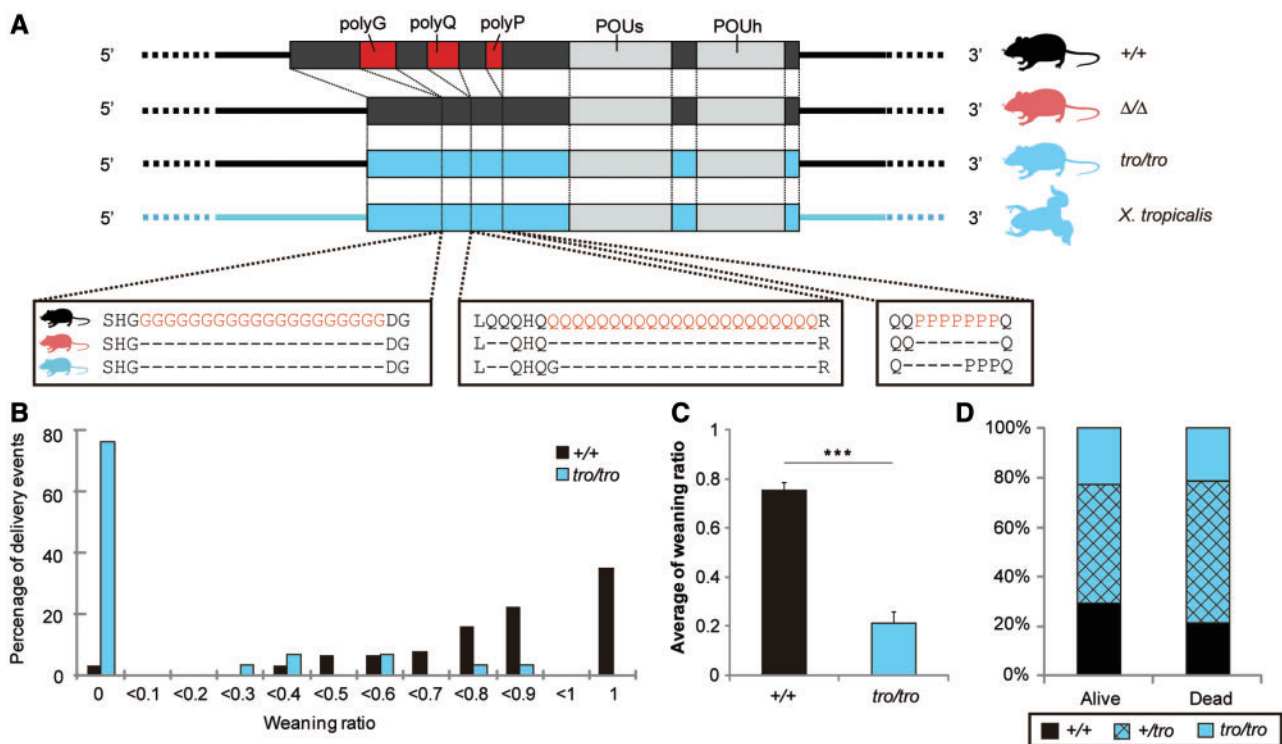 A
polyG polyQ polyP POUs POUh
5' 3' +/+
5' 3' Δ/Δ
5' 3' tro/tro
5' 3' X. tropicalis
SHGGGGGGGGGGGGGGGGGGGGGGGDG
SHG--------------------DG
SHG--------------------DG
LQQQHQQQQQQQQQQQQQQQQQQQQQQQR
L--QHQ----------------------R
L--QHQG---------------------R
QQPPPPPPPQ
QQ-------Q
Q-----PPPQ
B
Percenage of delivery events
80
60
40
20
0
+/+
tro/tro
0 <0.1 <0.2 <0.3 <0.4 <0.5 <0.6 <0.7 <0.8 <0.9 <1 1
Weaning ratio
C
Average of weaning ratio
1
0.8
0.6
0.4
0.2
0
***
+/+ tro/tro
D
100%
80%
60%
40%
20%
0%
Alive Dead
+/+ +/tro tro/tro